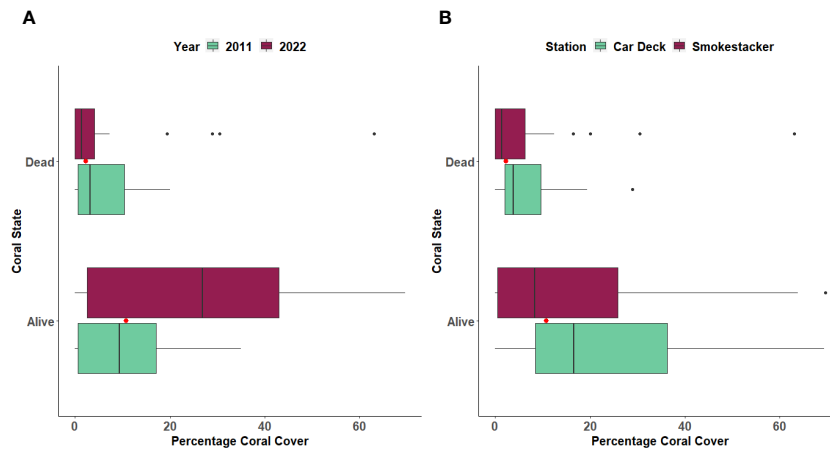 A
Year 2011 2022
Dead
Alive
Coral State
0 20 40 60
Percentage Coral Cover
B
Station Car Deck Smokestacker
Dead
Alive
Coral State
0 20 40 60
Percentage Coral Cover